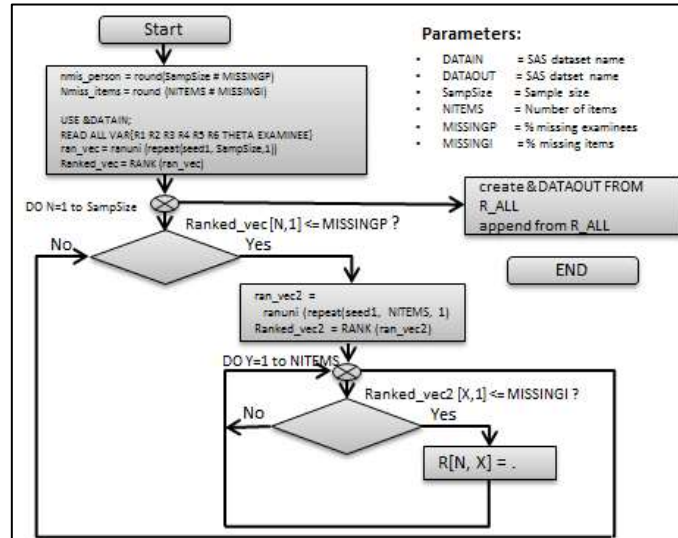 Start
nmis_person = round(SampSize # MISSINGP)
Nmiss_items = round (NITEMS # MISSINGI)
USE &DATAIN;
READ ALL VAR{R1 R2 R3 R4 R5 R6 THETA EXAMINEE}
ran_vec = ranuni (repeat(seed1, SampSize,1))
Ranked_vec = RANK (ran_vec)
Parameters:
• DATAIN = SAS dataset name
• DATAOUT = SAS datset name
• SampSize = Sample size
• NITEMS = Number of items
• MISSINGP = % missing examinees
• MISSINGI = % missing items
DO N=1 to SampSize
create &DATAOUT FROM
R_ALL
append from R_ALL
Ranked_vec [N,1] <= MISSINGP ?
No
Yes
END
ran_vec2 =
ranuni (repeat(seed1, NITEMS, 1)
Ranked_vec2 = RANK (ran_vec2)
DO Y=1 to NITEMS
Ranked_vec2 [X,1] <= MISSINGI ?
No
Yes
R[N, X] = .